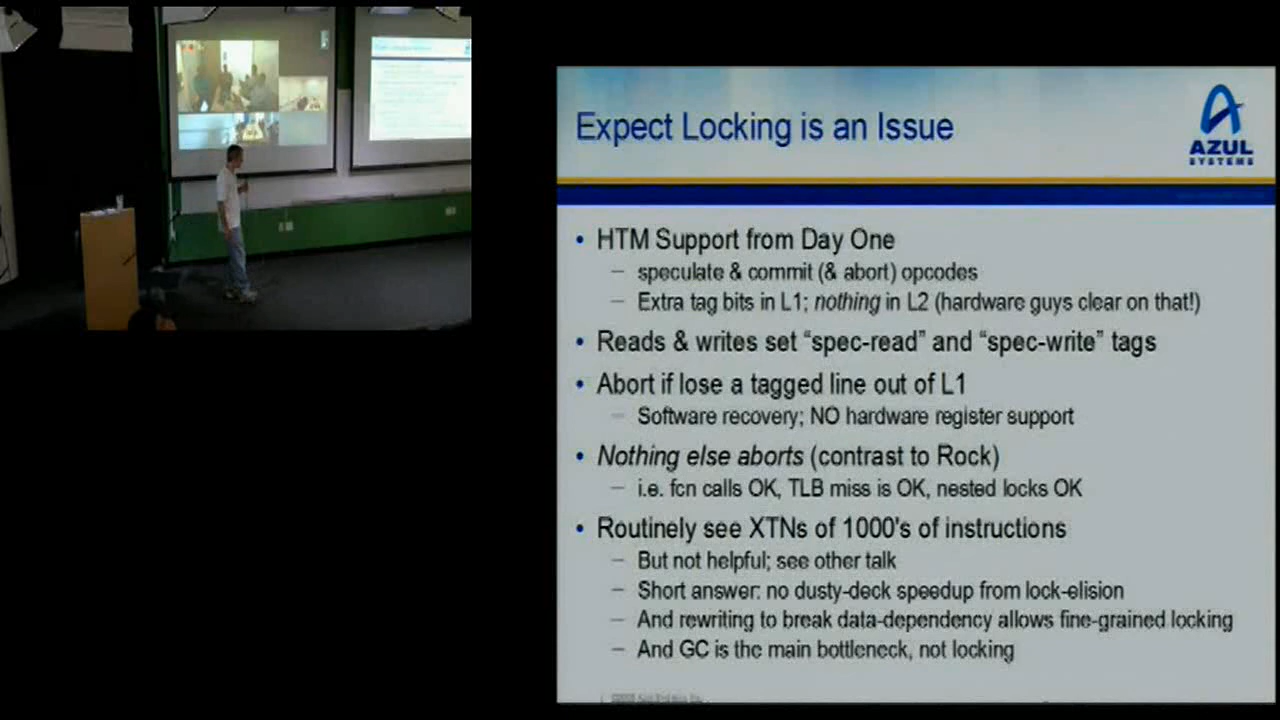 Expect Locking is an Issue
AZUL
SYSTEMS
• HTM Support from Day One
– speculate & commit (& abort) opcodes
– Extra tag bits in L1; nothing in L2 (hardware guys clear on that!)
• Reads & writes set “spec-read” and “spec-write” tags
• Abort if lose a tagged line out of L1
– Software recovery; NO hardware register support
• Nothing else aborts (contrast to Rock)
– i.e. fcn calls OK, TLB miss is OK, nested locks OK
• Routinely see XTNs of 1000's of instructions
– But not helpful; see other talk
– Short answer: no dusty-deck speedup from lock-elision
– And rewriting to break data-dependency allows fine-grained locking
– And GC is the main bottleneck, not locking